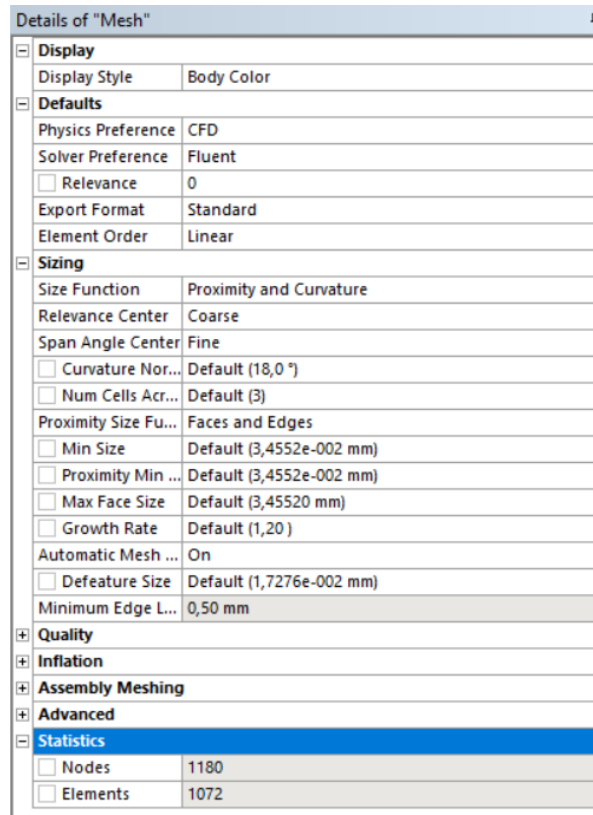 Details of "Mesh"
Display
Display Style Body Color
Defaults
Physics Preference CFD
Solver Preference Fluent
Relevance 0
Export Format Standard
Element Order Linear
Sizing
Size Function Proximity and Curvature
Relevance Center Coarse
Span Angle Center Fine
Curvature Nor... Default (18,0 °)
Num Cells Acr... Default (3)
Proximity Size Fu... Faces and Edges
Min Size Default (3,4552e-002 mm)
Proximity Min ... Default (3,4552e-002 mm)
Max Face Size Default (3,45520 mm)
Growth Rate Default (1,20 )
Automatic Mesh ... On
Defeature Size Default (1,7276e-002 mm)
Minimum Edge L... 0,50 mm
Quality
Inflation
Assembly Meshing
Advanced
Statistics
Nodes 1180
Elements 1072